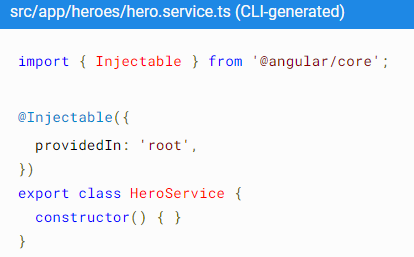 src/app/heroes/hero.service.ts (CLI-generated)
import { Injectable } from '@angular/core';
@Injectable({
  providedIn: 'root',
})
export class HeroService {
  constructor() { }
}